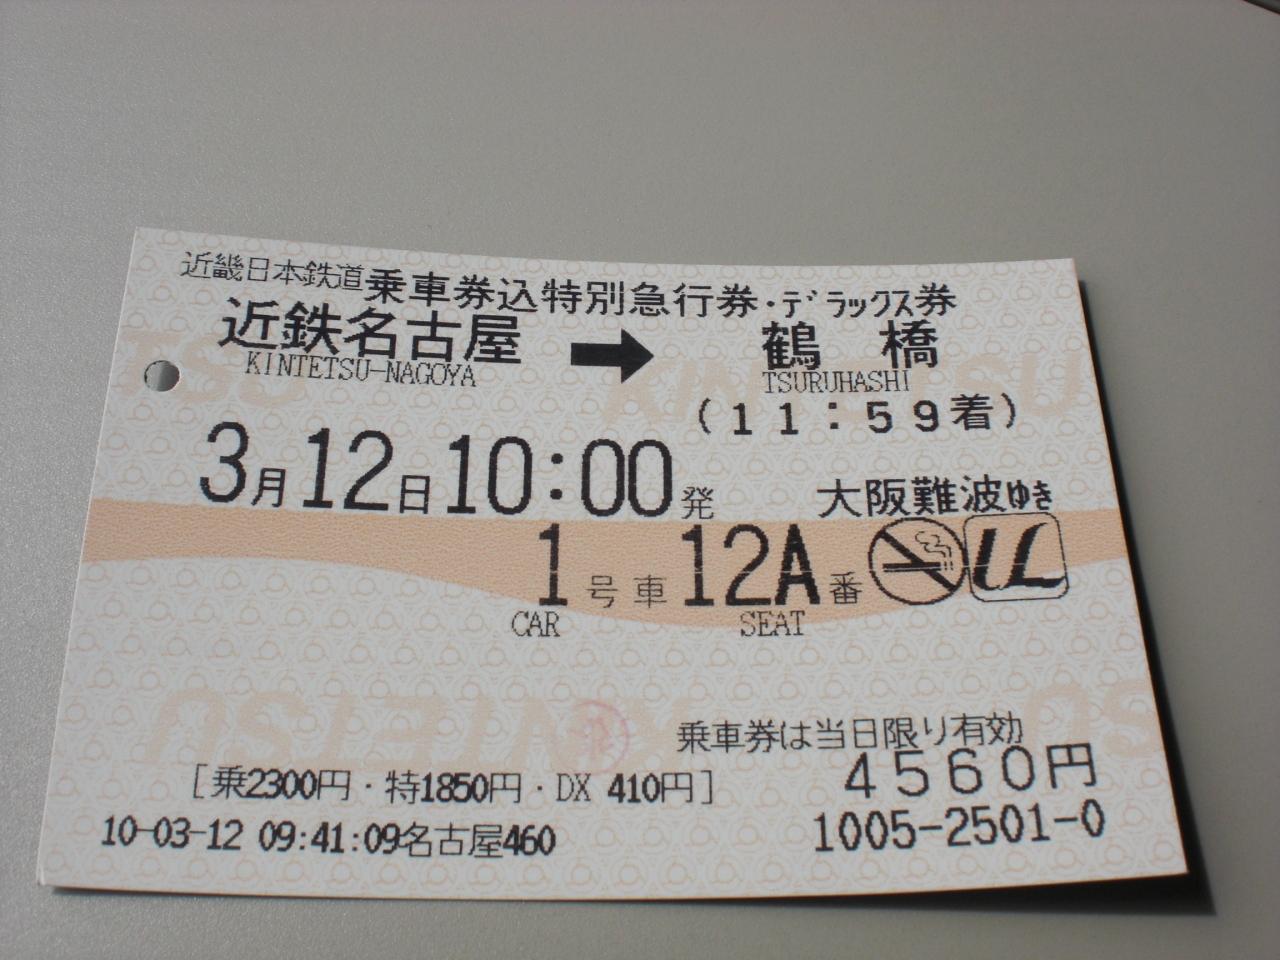 近畿日本鉄道乗車券込特別急行券・デラックス券
近鉄名古屋 ➡ 鶴橋
KINTETSU-NAGOYA TSURUHASHI
(11:59着)
3月12日10:00発 大阪難波ゆき
1号車 12A番 UL
CAR SEAT
乗車券は当日限り有効
[乗2300円・特1850円・DX 410円] 4560円
10-03-12 09:41:09名古屋460 1005-2501-0